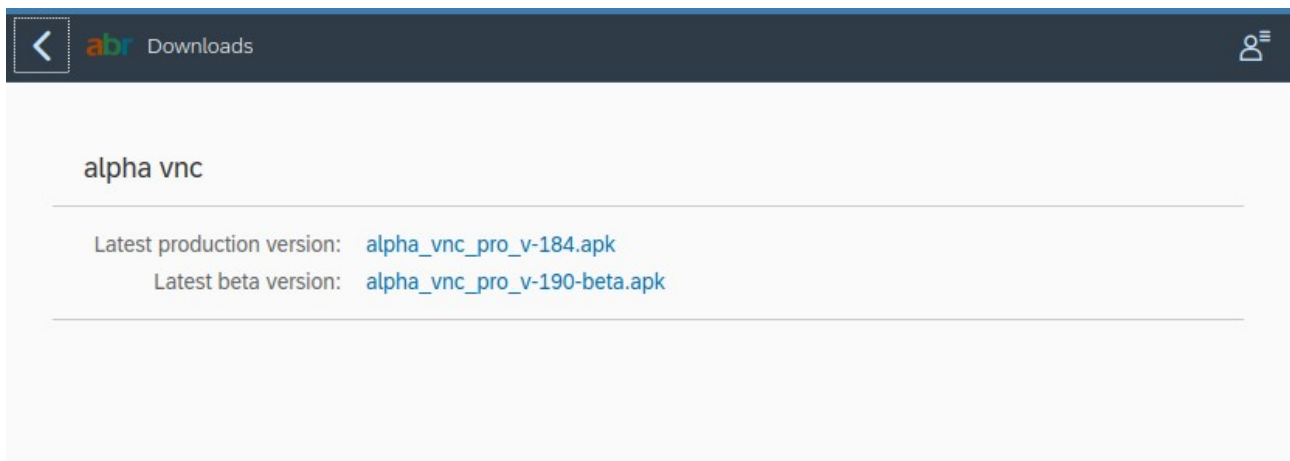 abr Downloads
alpha vnc
Latest production version: alpha_vnc_pro_v-184.apk
Latest beta version: alpha_vnc_pro_v-190-beta.apk